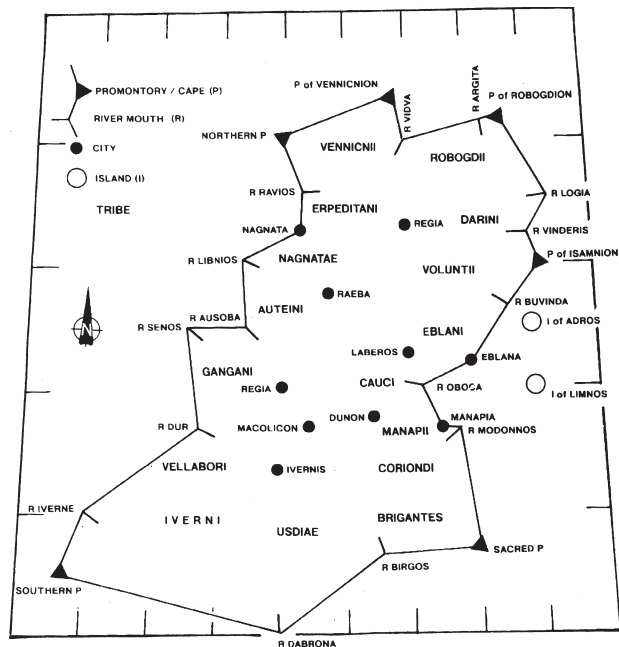 P of VENNICNION
R VIDVA
R ARGITA
P of ROBOGDION
PROMONTORY / CAPE (P)
RIVER MOUTH (R)
CITY
ISLAND (I)
TRIBE
NORTHERN P
VENNICNII
ROBOGDII
R RAVIOS
ERPEDITANI
R LOGIA
DARINI
REGIA
NAGNATA
R VINDERIS
R LIBNIOS
NAGNATAE
P of ISAMNION
VOLUNTII
RAEBA
AUTEINI
R BUVINDA
N
R SENOS
R AUSOBA
I of ADROS
EBLANI
LABEROS
EBLANA
GANGANI
CAUCI
R OBOCA
REGIA
I of LIMNOS
DUNON
MANAPIA
R DUR
MACOLICON
MANAPII
R MODONNOS
VELLABORI
IVERNIS
CORIONDI
R IVERNE
IVERNI
USDIAE
BRIGANTES
SACRED P
R BIRGOS
SOUTHERN P
R DABRONA